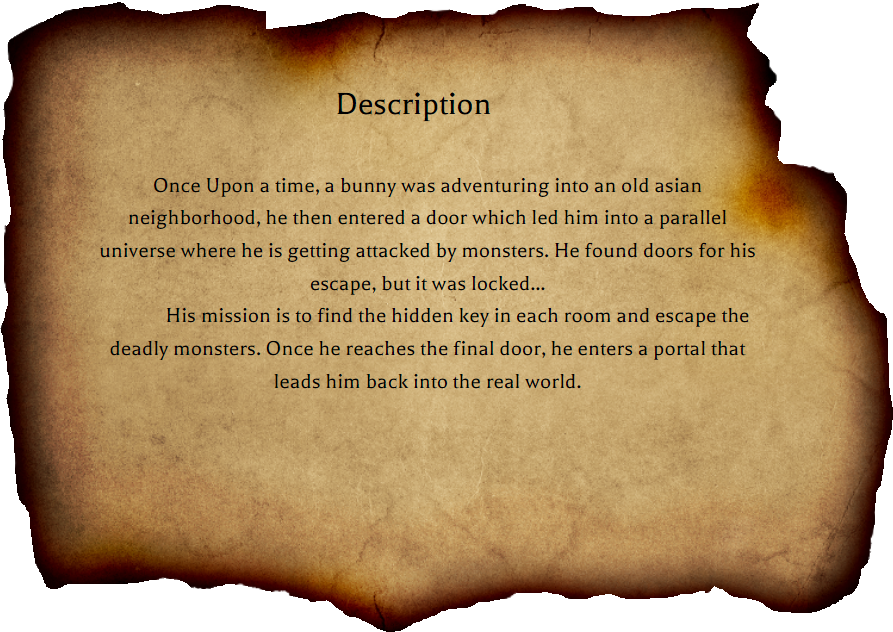 Description
Once Upon a time, a bunny was adventuring into an old asian
neighborhood, he then entered a door which led him into a parallel
universe where he is getting attacked by monsters. He found doors for his
escape, but it was locked...
His mission is to find the hidden key in each room and escape the
deadly monsters. Once he reaches the final door, he enters a portal that
leads him back into the real world.